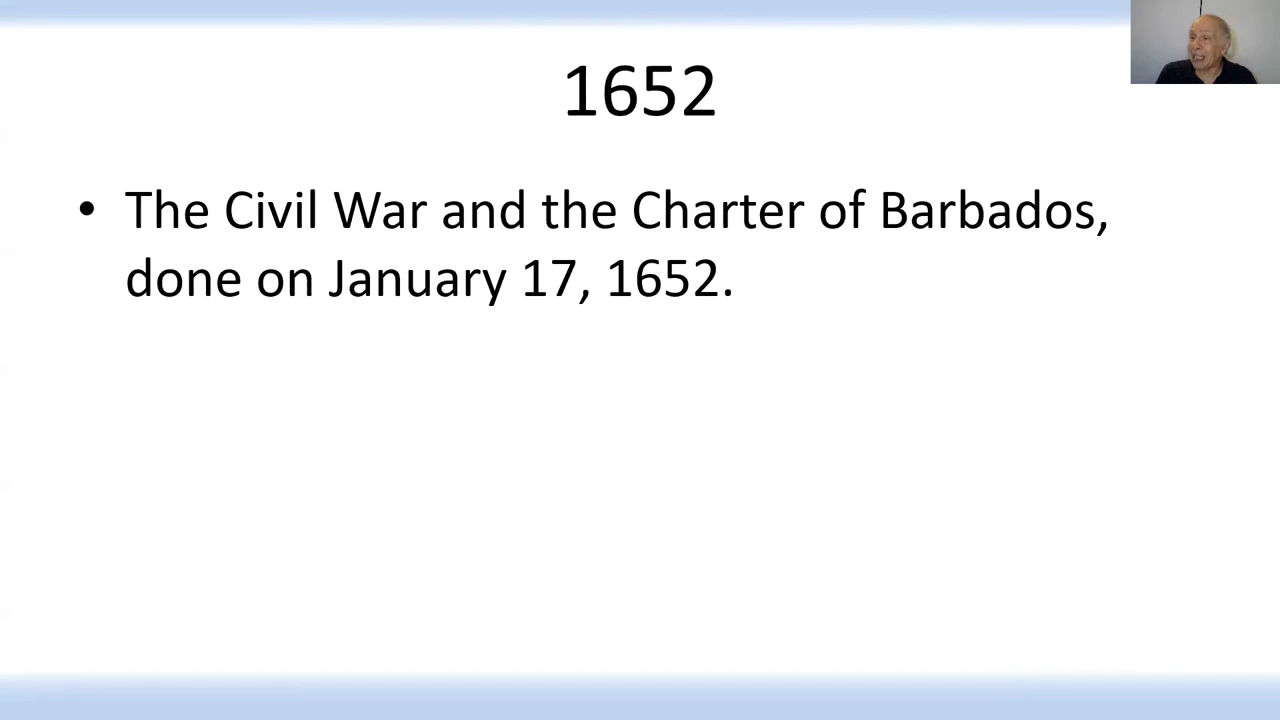 1652
• The Civil War and the Charter of Barbados,
done on January 17, 1652.